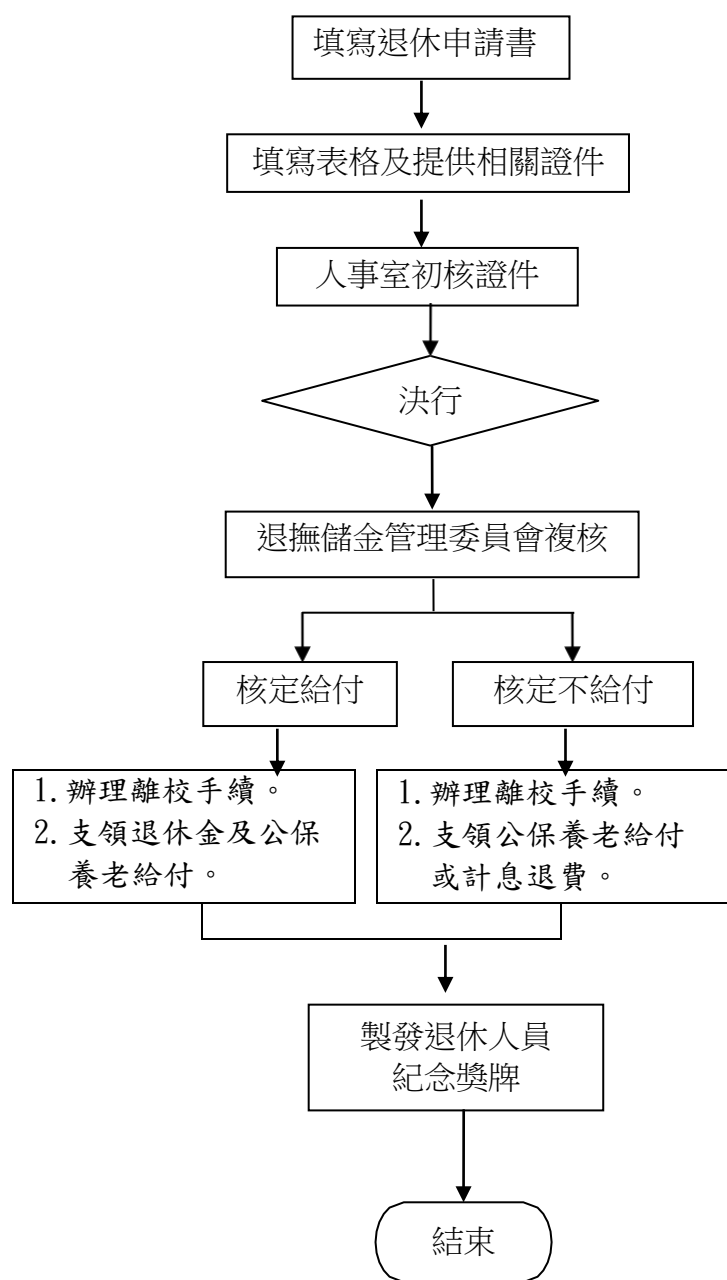 填寫退休申請書
填寫表格及提供相關證件
人事室初核證件
決行
退撫儲金管理委員會複核
核定給付
核定不給付
1.辦理離校手續。
2.支領退休金及公保
養老給付。
1.辦理離校手續。
2.支領公保養老給付
或計息退費。
製發退休人員
紀念獎牌
結束